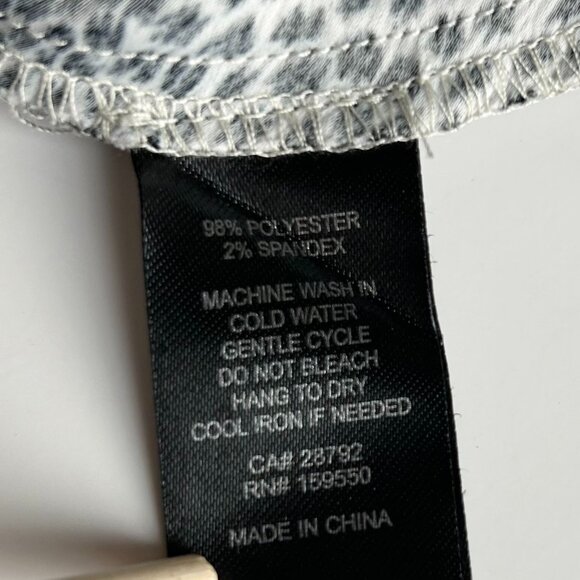 98% POLYESTER
2% SPANDEX
MACHINE WASH IN
COLD WATER
GENTLE CYCLE
DO NOT BLEACH
HANG TO DRY
COOL IRON IF NEEDED
CA# 28792
RN# 159550
MADE IN CHINA